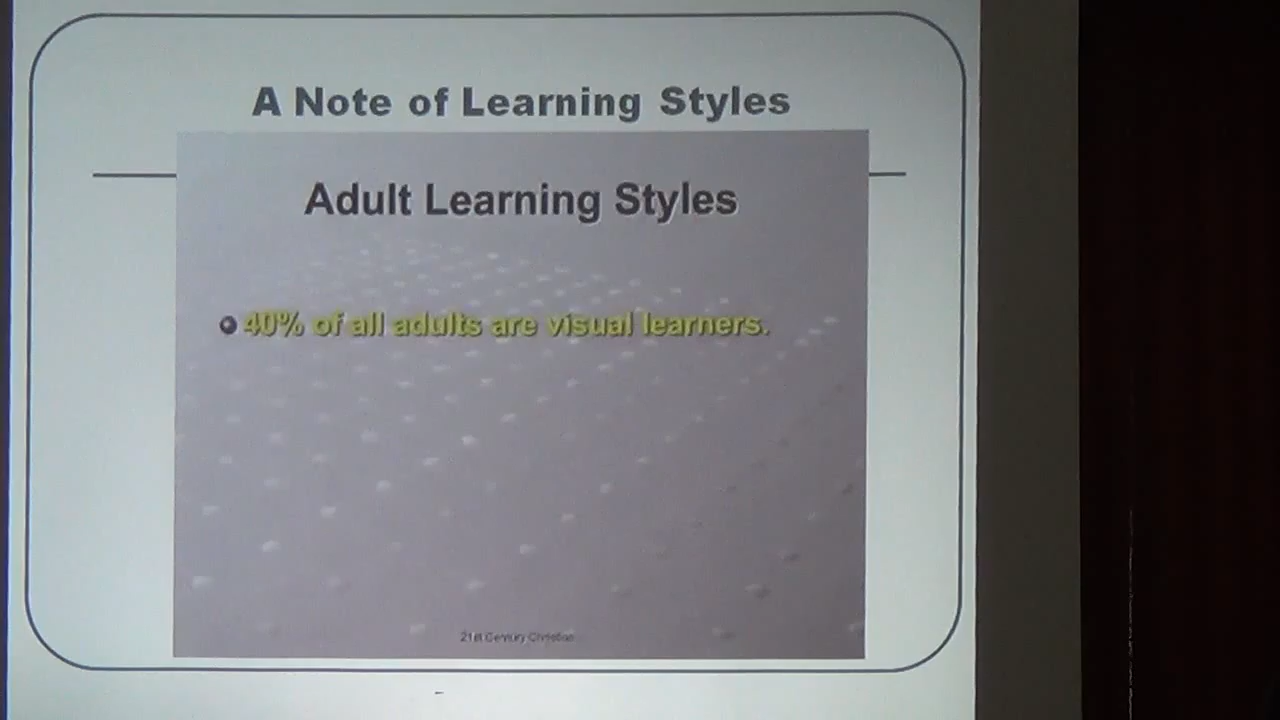 A Note of Learning Styles
Adult Learning Styles
40% of all adults are visual learners.
21st Century Christian